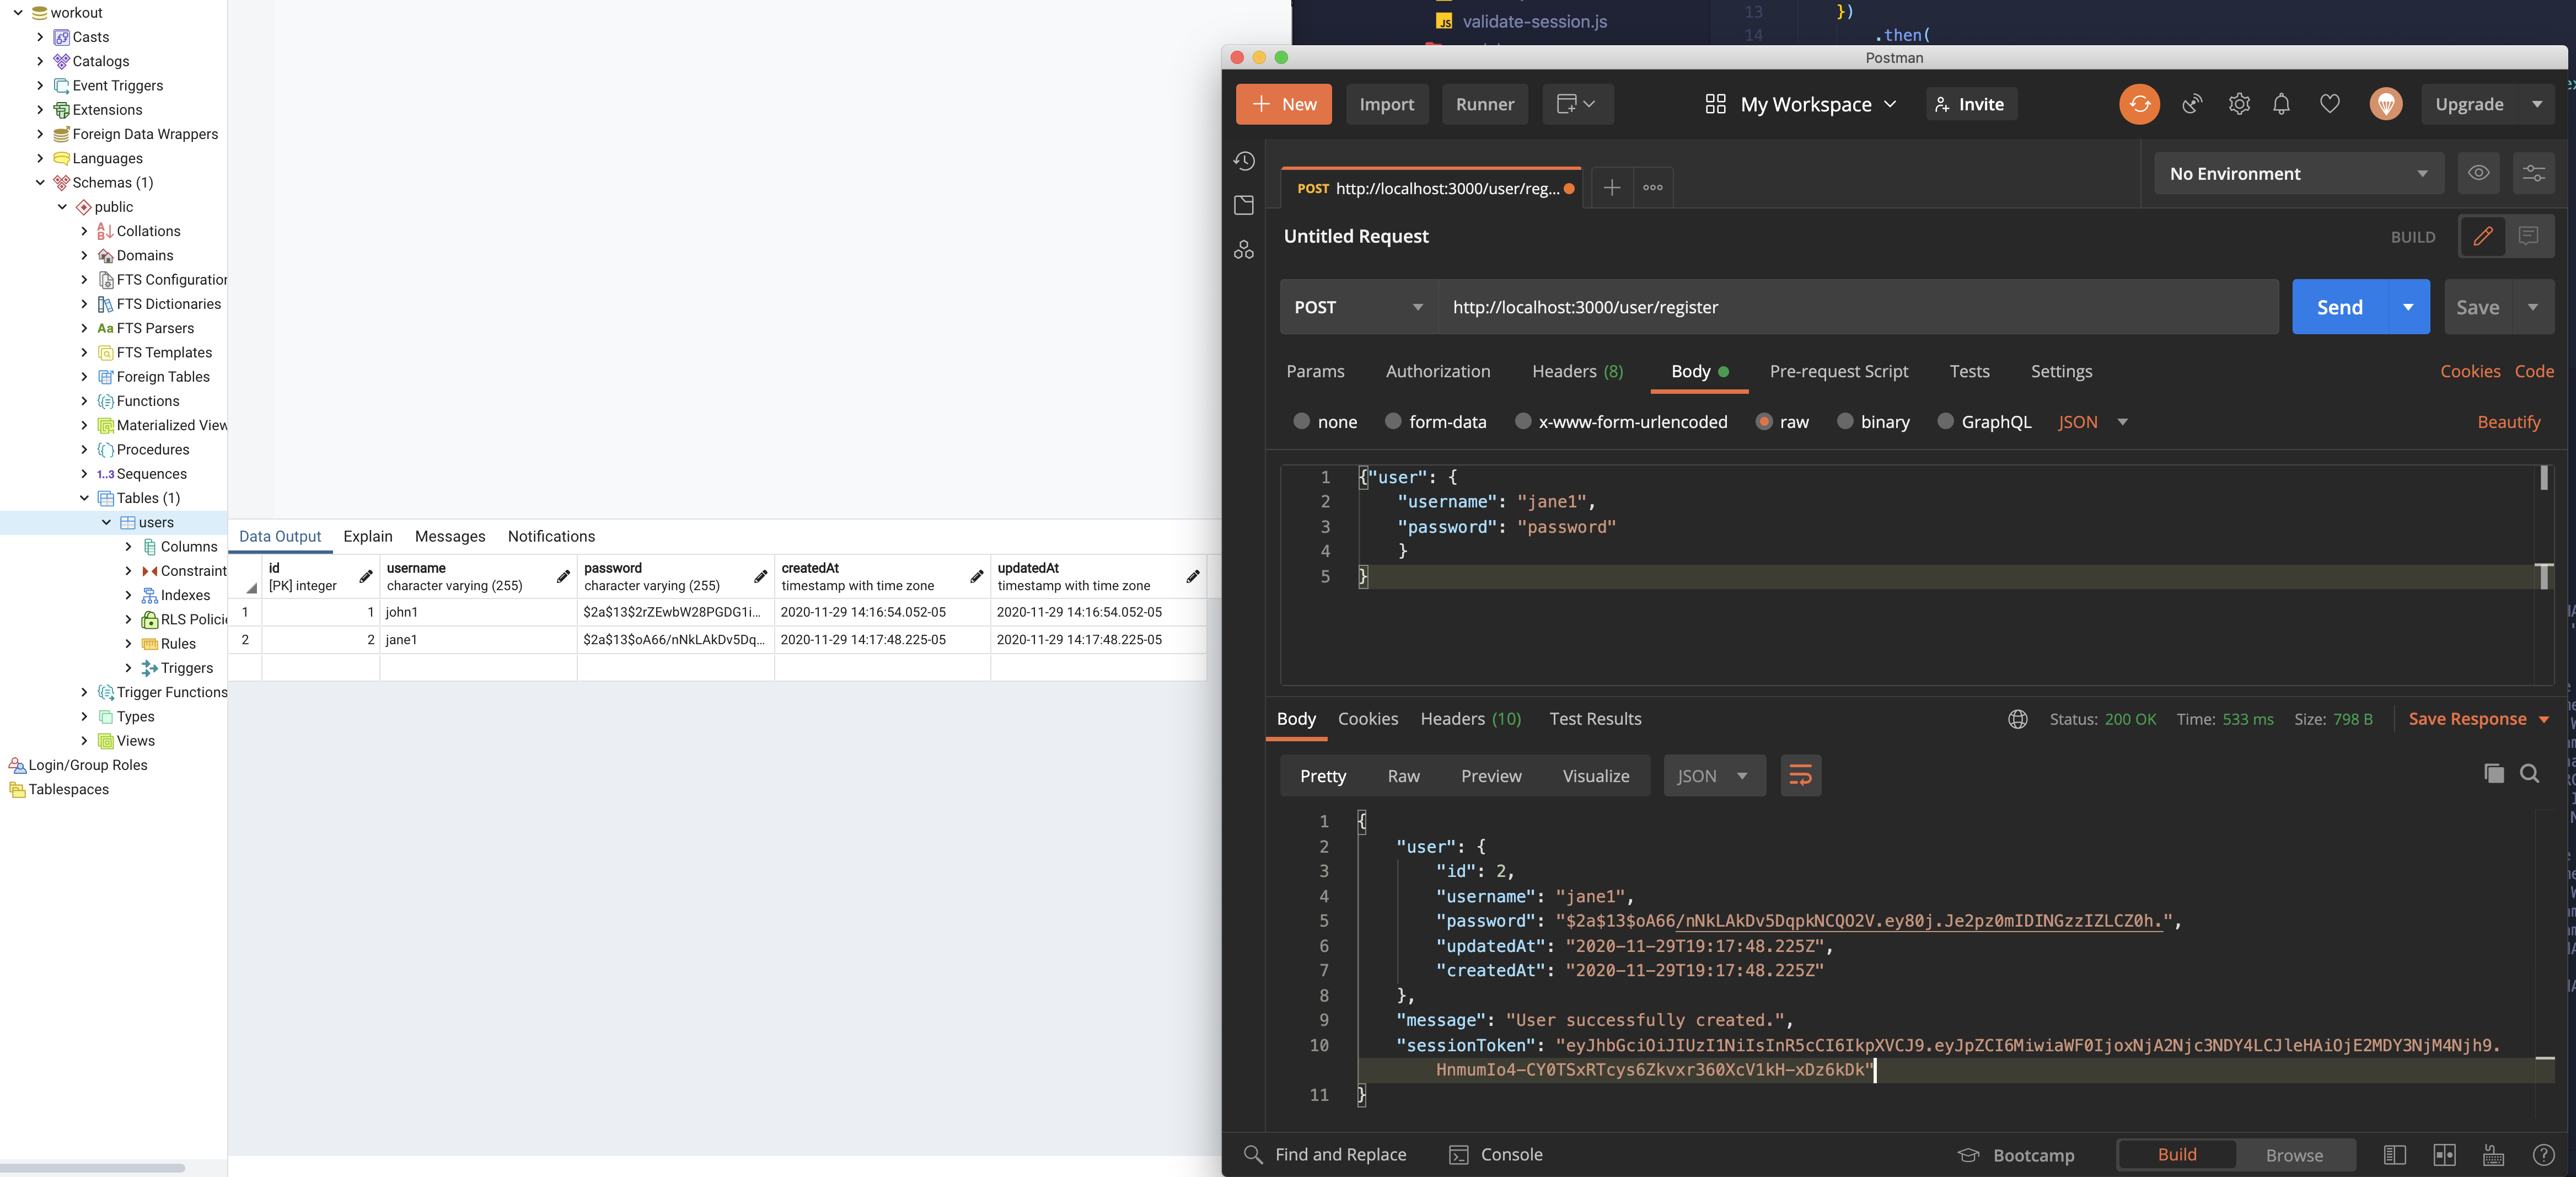 workout
Casts
Catalogs
Event Triggers
Extensions
Foreign Data Wrappers
Languages
Schemas (1)
public
Collations
Domains
FTS Configuration
FTS Dictionaries
Aa FTS Parsers
FTS Templates
Foreign Tables
Functions
Materialized View
Procedures
1..3 Sequences
Tables (1)
users
Columns
Constraint
Indexes
RLS Policie
Rules
Triggers
Trigger Functions
Types
Views
Login/Group Roles
Tablespaces
Data Output Explain Messages Notifications
id username password createdAt updatedAt
[PK] integer character varying (255) character varying (255) timestamp with time zone timestamp with time zone
1 1 john1 $2a$13$2rZEwbW28PGDG1i... 2020-11-29 14:16:54.052-05 2020-11-29 14:16:54.052-05
2 2 jane1 $2a$13$oA66/nNkLAkDv5Dq... 2020-11-29 14:17:48.225-05 2020-11-29 14:17:48.225-05
JS validate-session.js
13 })
14 .then(
Postman
+ New Import Runner My Workspace Invite Upgrade
POST http://localhost:3000/user/reg... No Environment
Untitled Request BUILD
POST http://localhost:3000/user/register Send Save
Params Authorization Headers (8) Body Pre-request Script Tests Settings Cookies Code
none form-data x-www-form-urlencoded raw binary GraphQL JSON Beautify
1 {"user": {
2 "username": "jane1",
3 "password": "password"
4 }
5 }
Body Cookies Headers (10) Test Results Status: 200 OK Time: 533 ms Size: 798 B Save Response
Pretty Raw Preview Visualize JSON
1 {
2 "user": {
3 "id": 2,
4 "username": "jane1",
5 "password": "$2a$13$oA66/nNkLAkDv5DqpkNCQO2V.ey80j.Je2pz0mIDINGzzIZLCZ0h.",
6 "updatedAt": "2020-11-29T19:17:48.225Z",
7 "createdAt": "2020-11-29T19:17:48.225Z"
8 },
9 "message": "User successfully created.",
10 "sessionToken": "eyJhbGciOiJIUzI1NiIsInR5cCI6IkpXVCJ9.eyJpZCI6MiwiaWF0IjoxNjA2Njc3NDY4LCJleHAiOjE2MDY3NjM4Njh9.
HnmumIo4-CY0TSxRTcys6Zkvxr360XcV1kH-xDz6kDk"
11 }
Find and Replace Console Bootcamp Build Browse